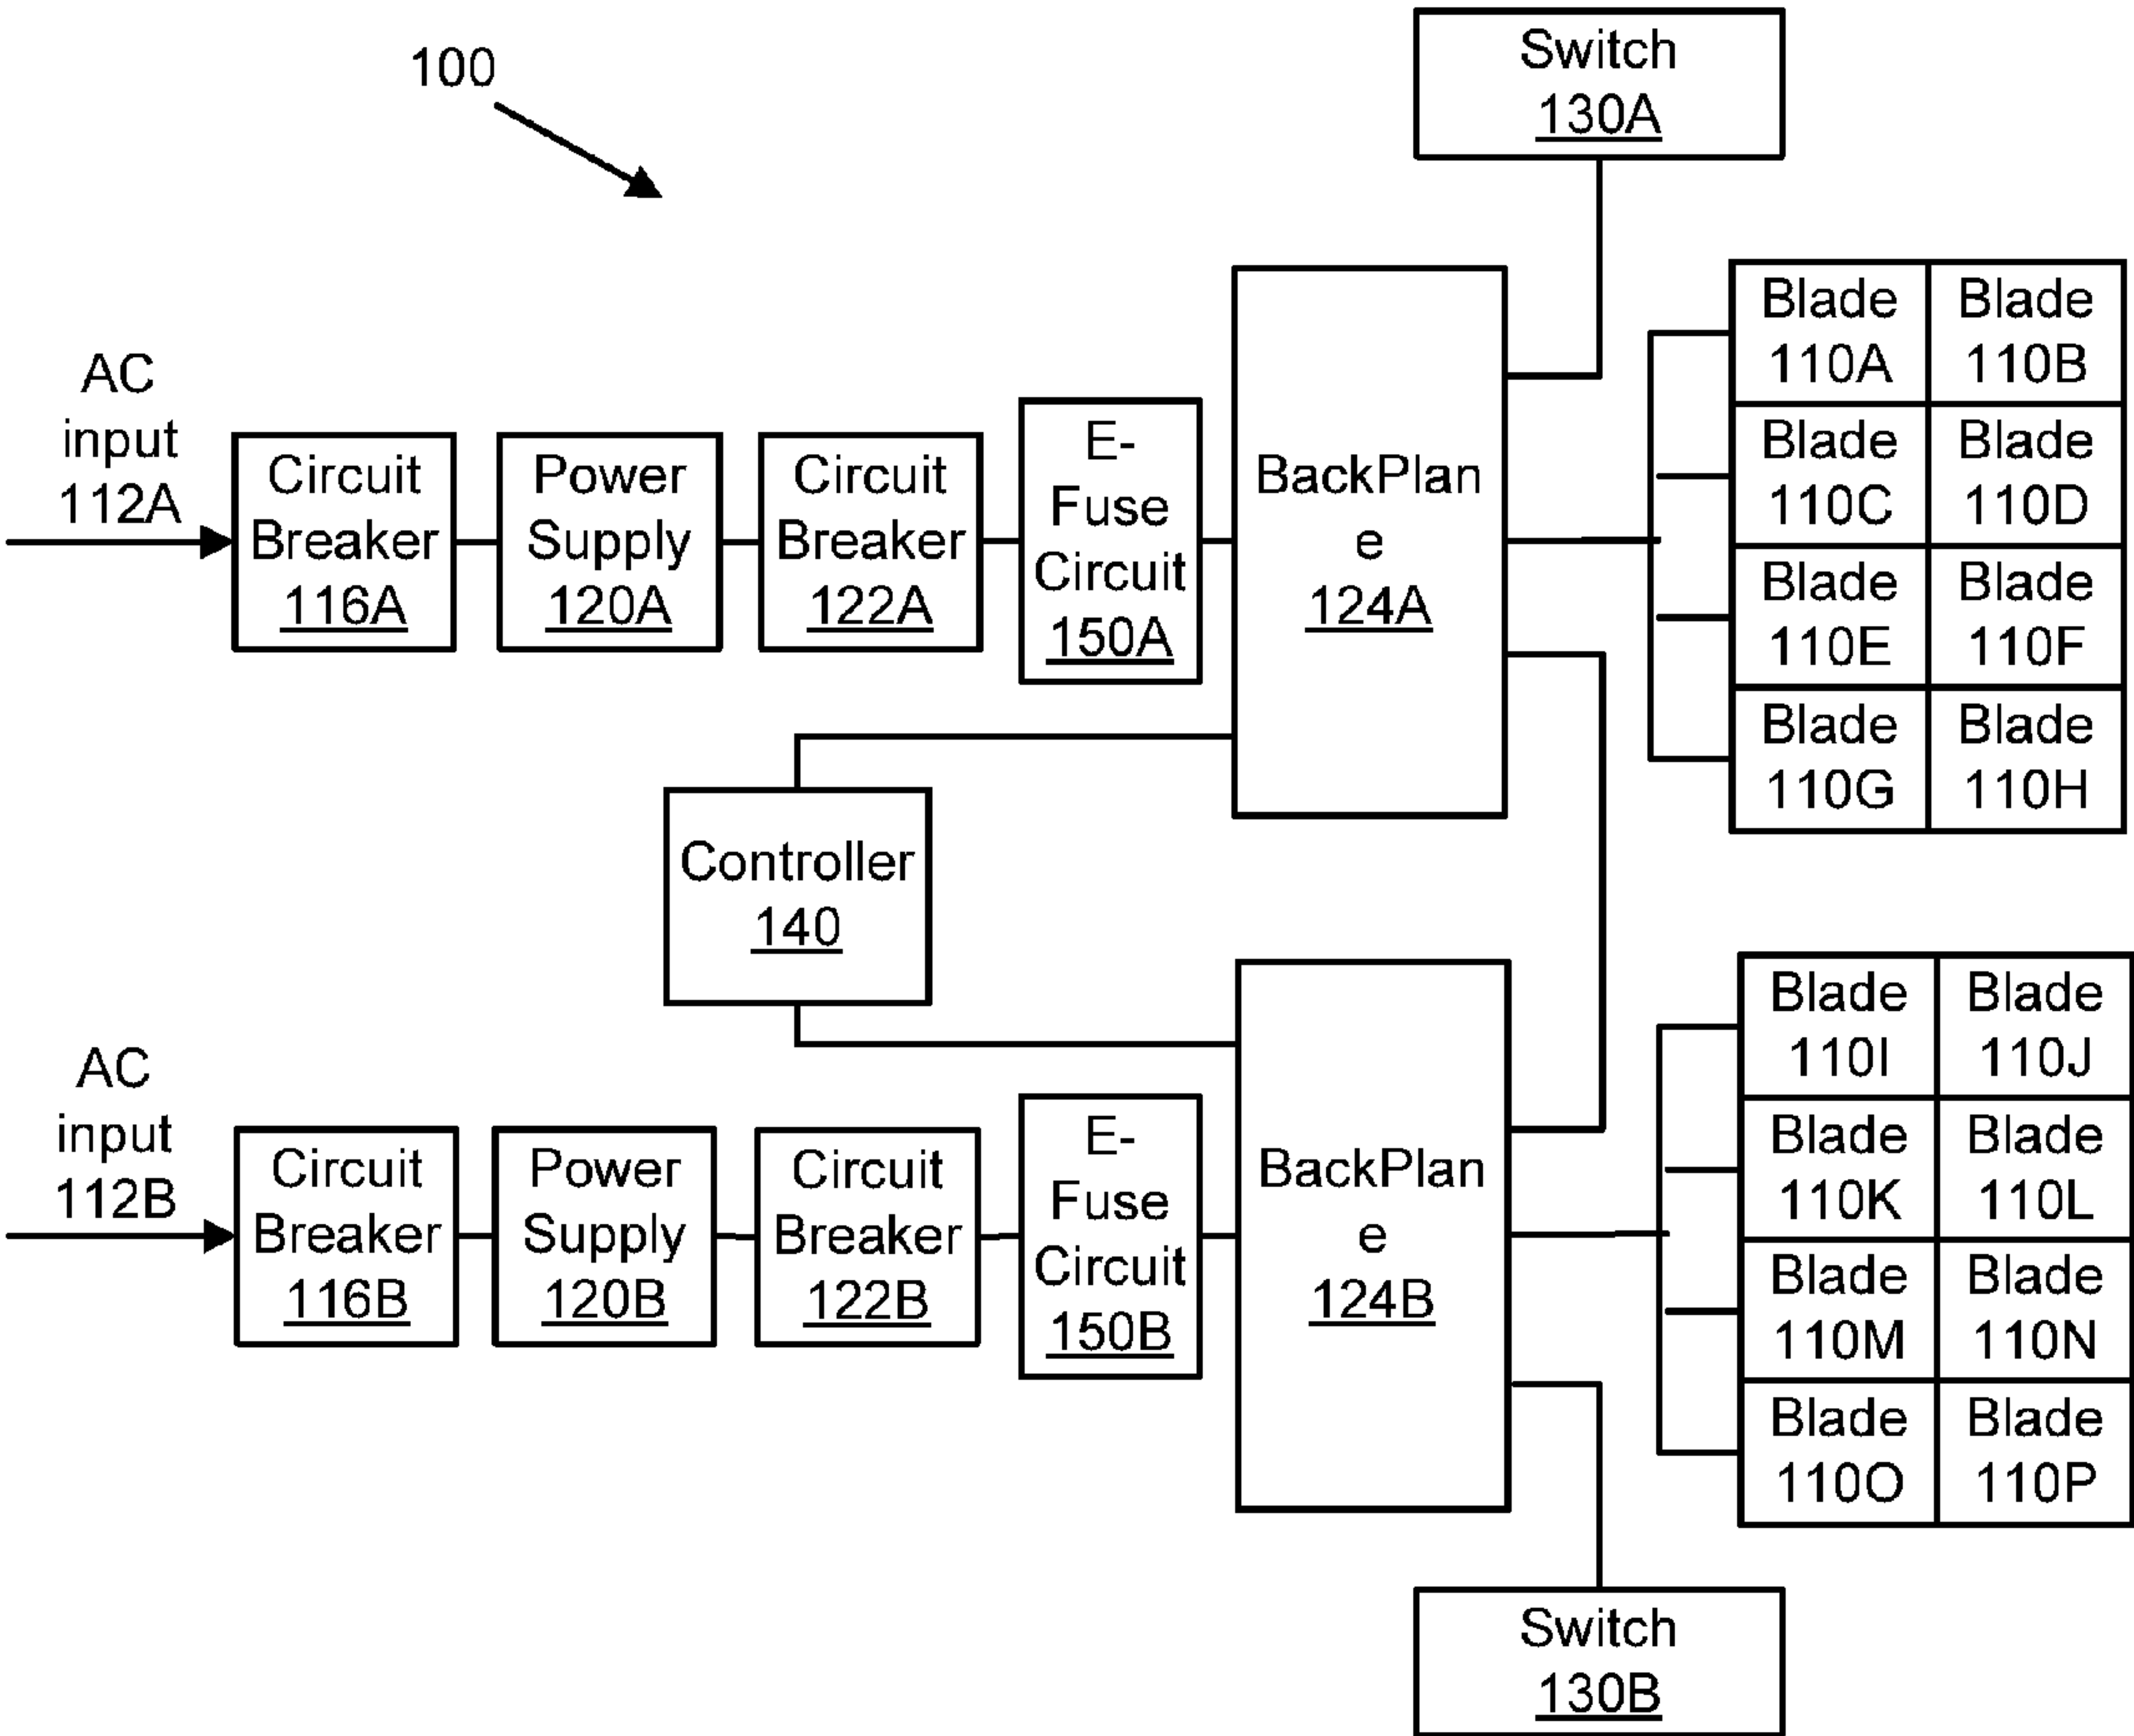 100
Switch
130A
AC
input
112A
Circuit
Breaker
116A
Power
Supply
120A
Circuit
Breaker
122A
E-
Fuse
Circuit
150A
BackPlan
e
124A
Blade
110A
Blade
110B
Blade
110C
Blade
110D
Blade
110E
Blade
110F
Blade
110G
Blade
110H
Controller
140
AC
input
112B
Circuit
Breaker
116B
Power
Supply
120B
Circuit
Breaker
122B
E-
Fuse
Circuit
150B
BackPlan
e
124B
Blade
110I
Blade
110J
Blade
110K
Blade
110L
Blade
110M
Blade
110N
Blade
110O
Blade
110P
Switch
130B